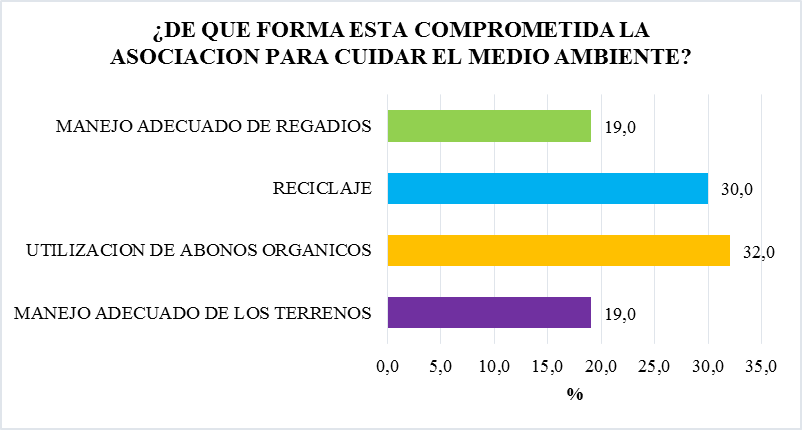 ¿DE QUE FORMA ESTA COMPROMETIDA LA
ASOCIACION PARA CUIDAR EL MEDIO AMBIENTE?
MANEJO ADECUADO DE REGADIOS 19,0
RECICLAJE 30,0
UTILIZACION DE ABONOS ORGANICOS 32,0
MANEJO ADECUADO DE LOS TERRENOS 19,0
0,0 5,0 10,0 15,0 20,0 25,0 30,0 35,0
%